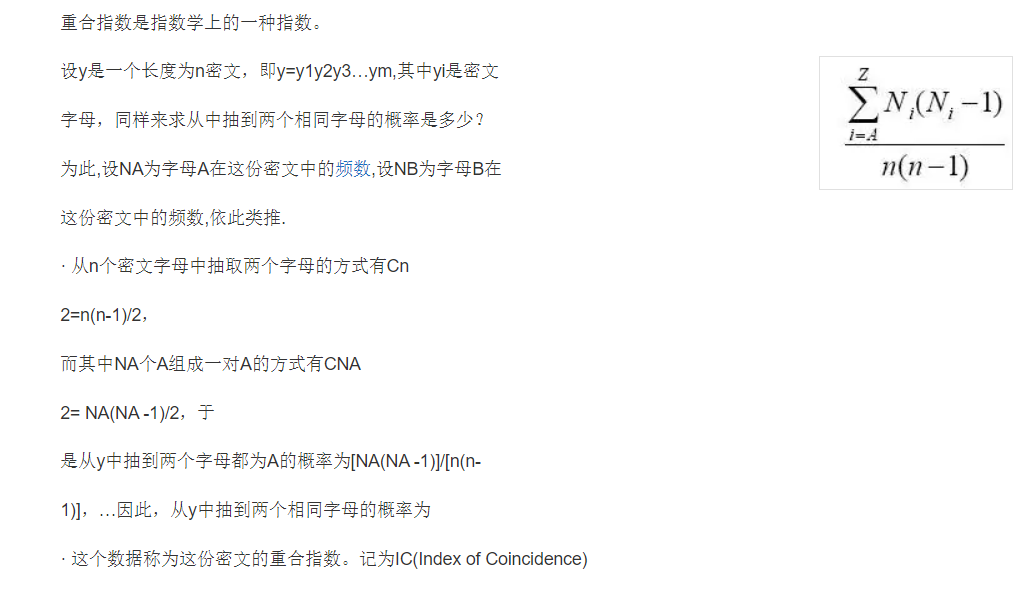 重合指数是指数学上的一种指数。
设y是一个长度为n密文，即y=y1y2y3…ym,其中yi是密文
字母，同样来求从中抽到两个相同字母的概率是多少?
为此,设NA为字母A在这份密文中的频数,设NB为字母B在
这份密文中的频数,依此类推.
· 从n个密文字母中抽取两个字母的方式有Cn
2=n(n-1)/2，
而其中NA个A组成一对A的方式有CNA
2= NA(NA -1)/2，于
是从y中抽到两个字母都为A的概率为[NA(NA -1)]/[n(n-
1)]，…因此，从y中抽到两个相同字母的概率为
· 这个数据称为这份密文的重合指数。记为IC(Index of Coincidence)
Z
∑ Ni(Ni −1)
i=A
n(n−1)